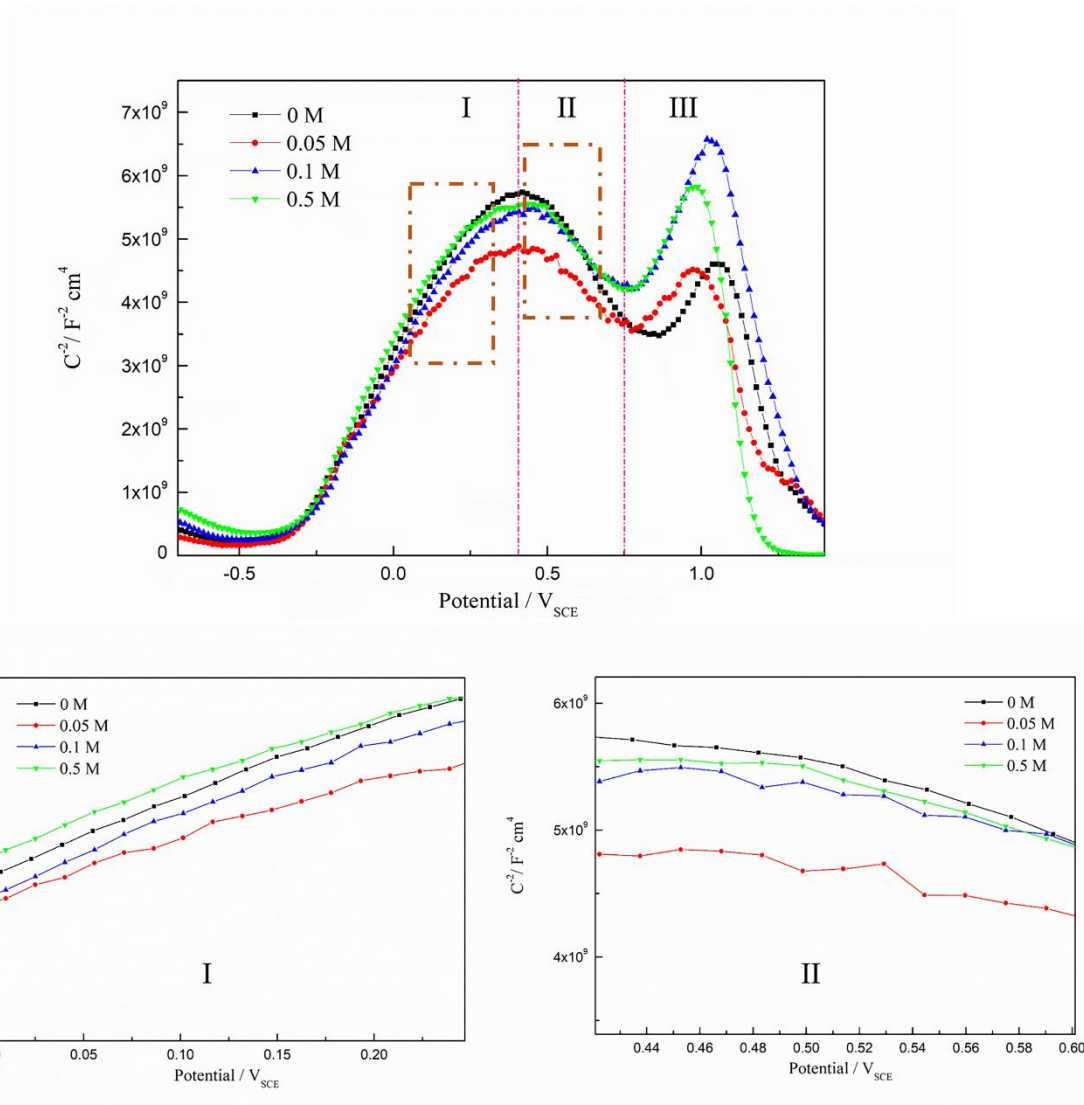 I II III
0 M
0.05 M
0.1 M
0.5 M
7x10⁹
6x10⁹
5x10⁹
4x10⁹
3x10⁹
2x10⁹
1x10⁹
0
C⁻²/ F⁻² cm⁴
-0.5 0.0 0.5 1.0
Potential / V_SCE
0 M
0.05 M
0.1 M
0.5 M
I
0.05 0.10 0.15 0.20
Potential / V_SCE
0 M
0.05 M
0.1 M
0.5 M
6x10⁹
5x10⁹
4x10⁹
C⁻²/ F⁻² cm⁴
II
0.44 0.46 0.48 0.50 0.52 0.54 0.56 0.58 0.60
Potential / V_SCE